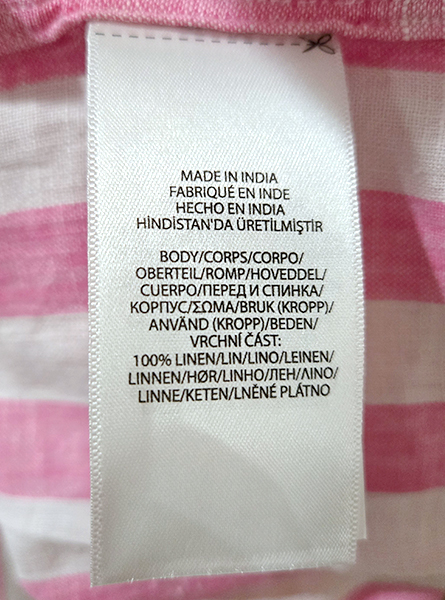 MADE IN INDIA
FABRIQUÉ EN INDE
HECHO EN INDIA
HİNDİSTAN'DA ÜRETİLMİŞTİR
BODY/CORPS/CORPO/
OBERTEIL/ROMP/HOVEDDEL/
CUERPO/ПЕРЕД И СПИНКА/
КОРПУС/ΣΩΜΑ/BRUK (KROPP)/
ANVÄND (KROPP)/BEDEN/
VRCHNÍ ČÁST:
100% LINEN/LIN/LINO/LEINEN/
LINNEN/HØR/LINHO/ЛЕН/ΛΙΝΟ/
LINNE/KETEN/LNĚNÉ PLÁTNO